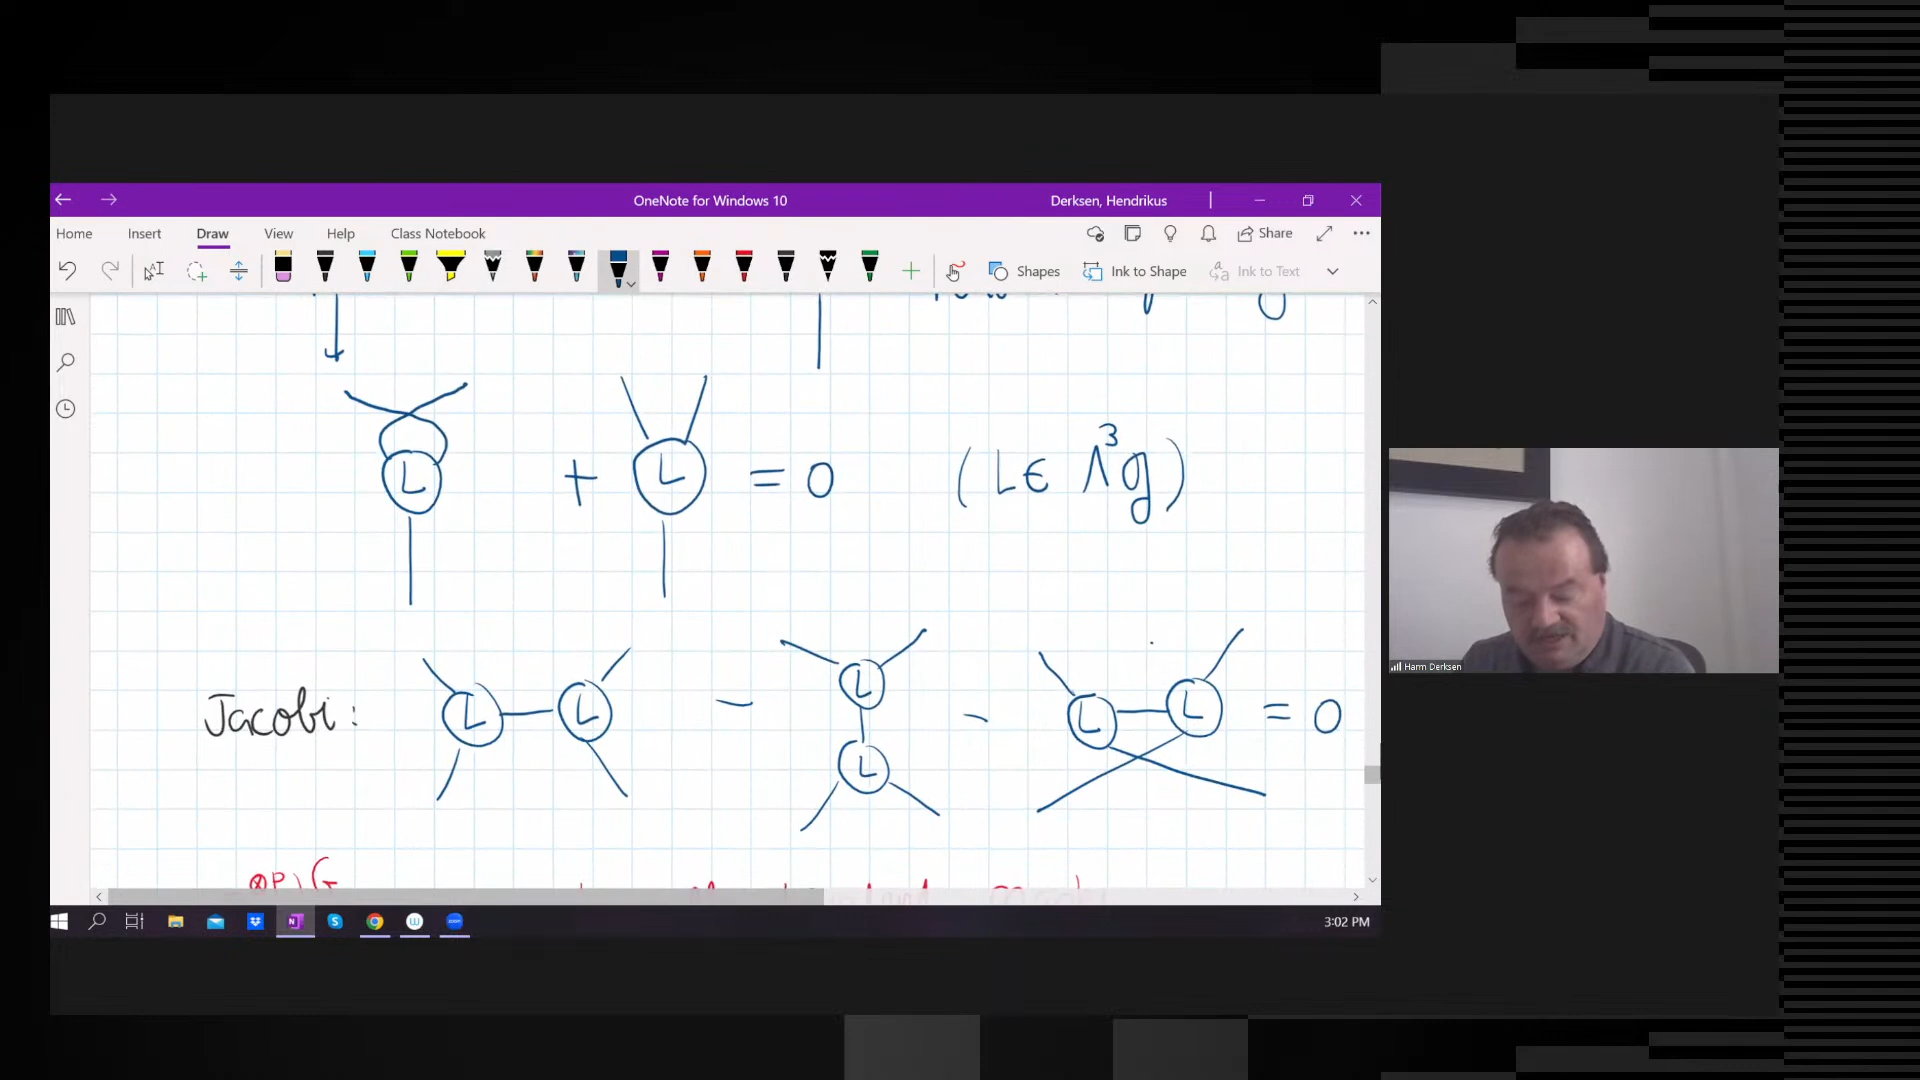 OneNote for Windows 10
Derksen, Hendrikus
Home Insert Draw View Help Class Notebook
Share
Shapes Ink to Shape Ink to Text
L + L = 0 (L ∈ Λ³g)
Jacobi: L L - L L - L L = 0
Harm Derksen
3:02 PM